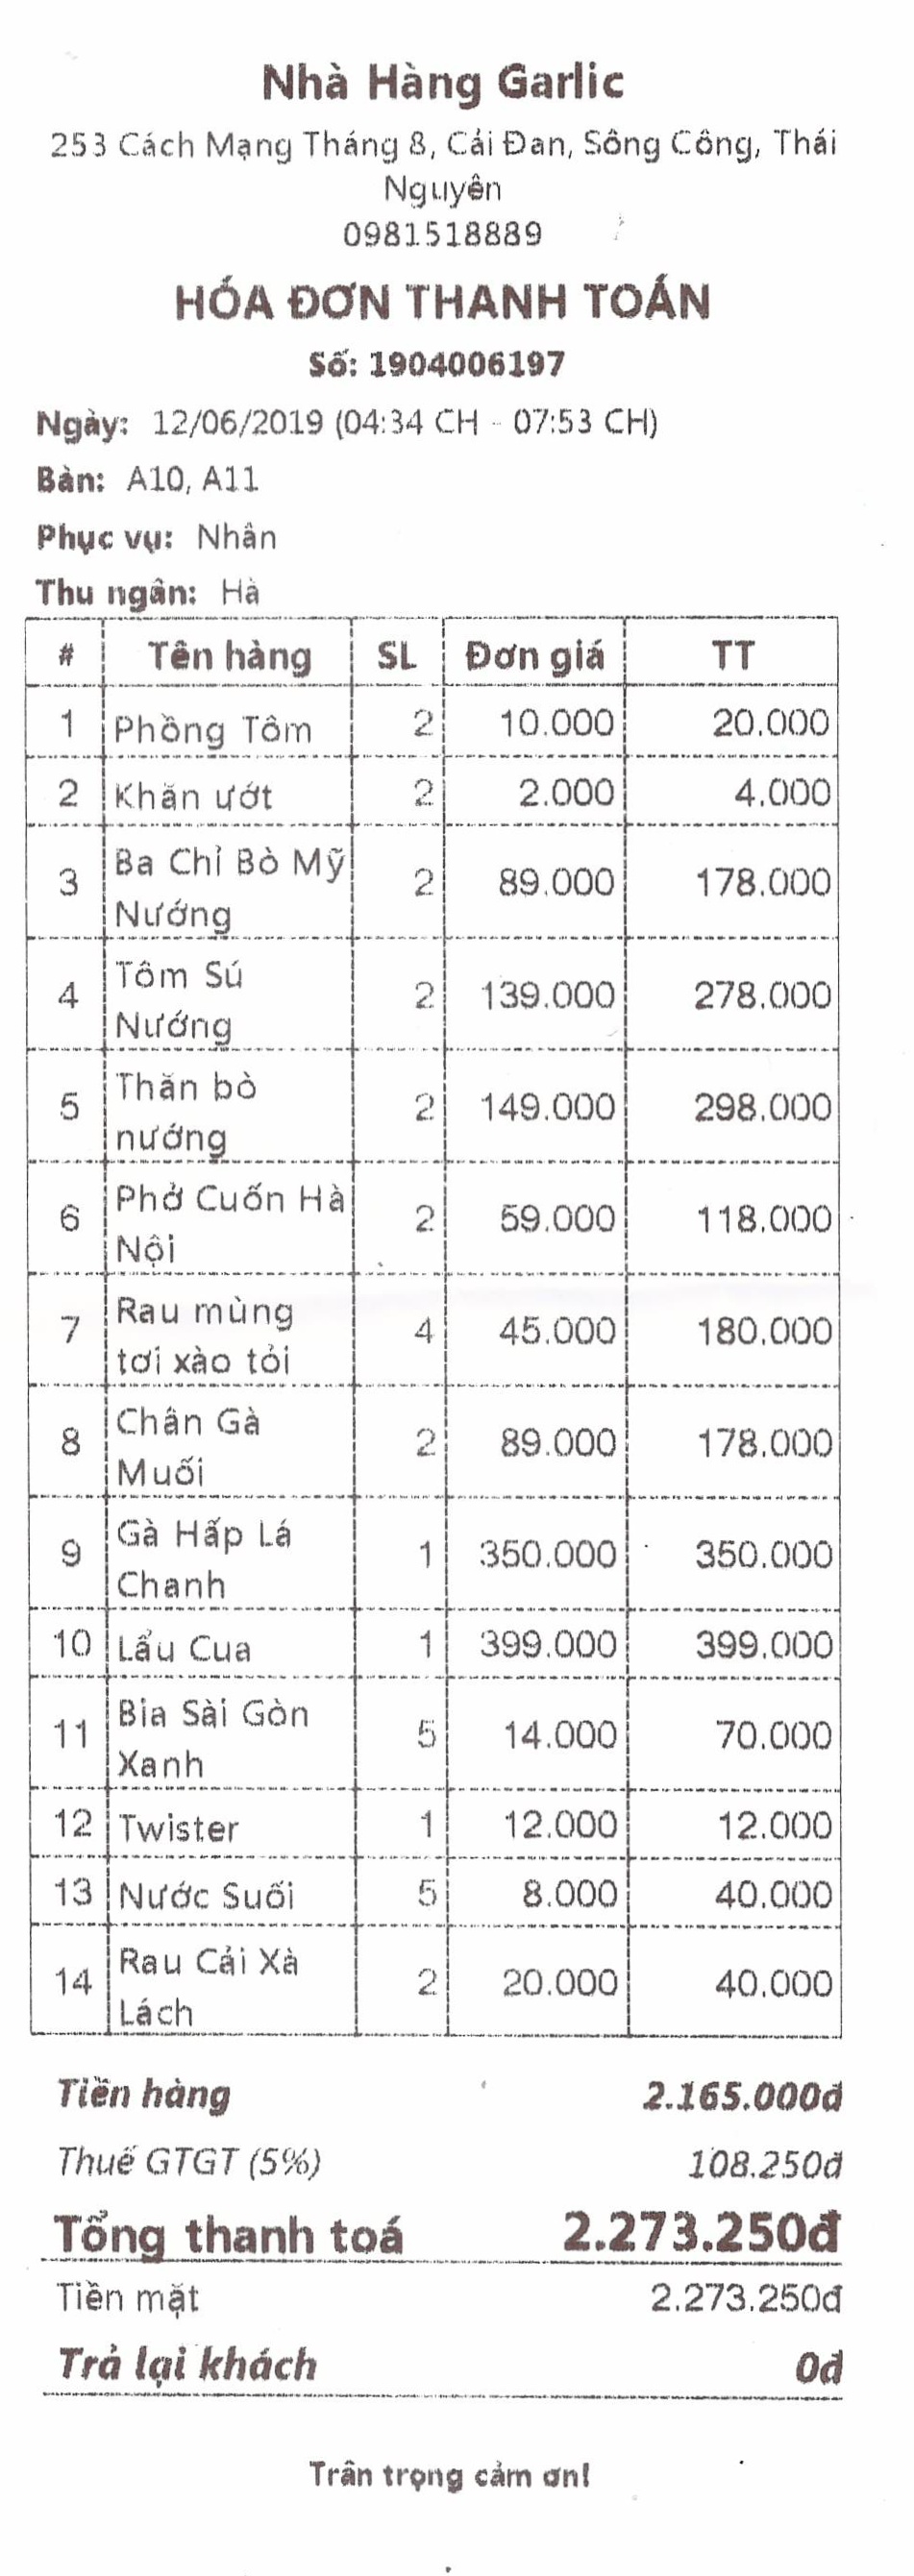 Nhà Hàng Garlic
253 Cách Mạng Tháng 8, Cải Đan, Sông Công, Thái
Nguyên
0981518889
HÓA ĐƠN THANH TOÁN
Số: 1904006197
Ngày: 12/06/2019 (04:34 CH - 07:53 CH)
Bàn: A10, A11
Phục vụ: Nhân
Thu ngân: Hà
# Tên hàng SL Đơn giá TT
1 Phồng Tôm 2 10.000 20.000
2 Khăn ướt 2 2.000 4.000
3 Ba Chỉ Bò Mỹ 2 89.000 178.000
Nướng
4 Tôm Sú 2 139.000 278.000
Nướng
5 Thăn bò 2 149.000 298.000
nướng
6 Phở Cuốn Hà 2 59.000 118.000
Nội
7 Rau mùng 4 45.000 180.000
tơi xào tỏi
8 Chân Gà 2 89.000 178.000
Muối
9 Gà Hấp Lá 1 350.000 350.000
Chanh
10 Lẩu Cua 1 399.000 399.000
11 Bia Sài Gòn 5 14.000 70.000
Xanh
12 Twister 1 12.000 12.000
13 Nước Suối 5 8.000 40.000
14 Rau Cải Xà 2 20.000 40.000
Lách
Tiền hàng 2.165.000đ
Thuế GTGT (5%) 108.250đ
Tổng thanh toá 2.273.250đ
Tiền mặt 2.273.250đ
Trả lại khách 0đ
Trân trọng cảm ơn!